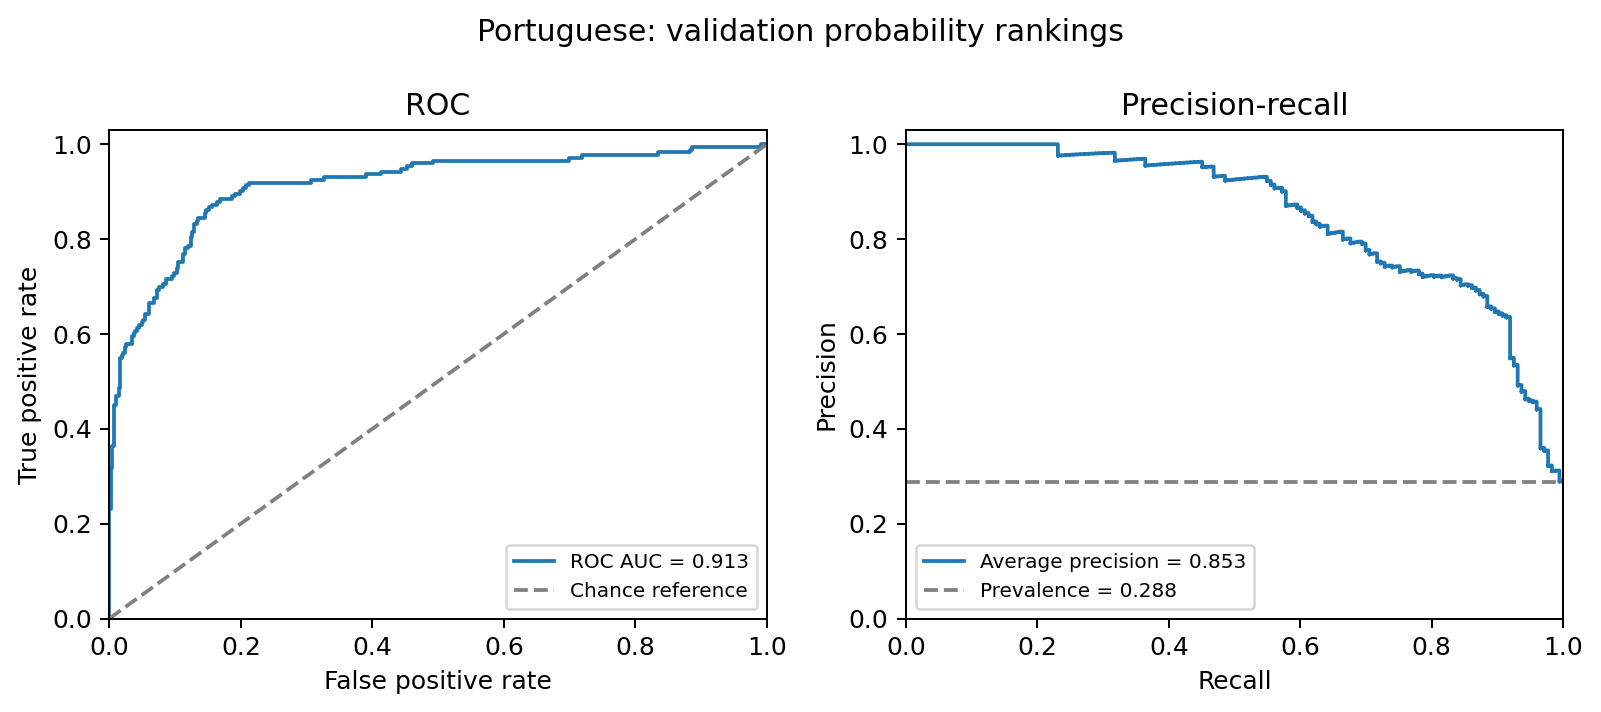 Portuguese: validation probability rankings
ROC
True positive rate
1.0
0.8
0.6
0.4
0.2
0.0
ROC AUC = 0.913
Chance reference
0.0 0.2 0.4 0.6 0.8 1.0
False positive rate
Precision-recall
Precision
1.0
0.8
0.6
0.4
0.2
0.0
Average precision = 0.853
Prevalence = 0.288
0.0 0.2 0.4 0.6 0.8 1.0
Recall